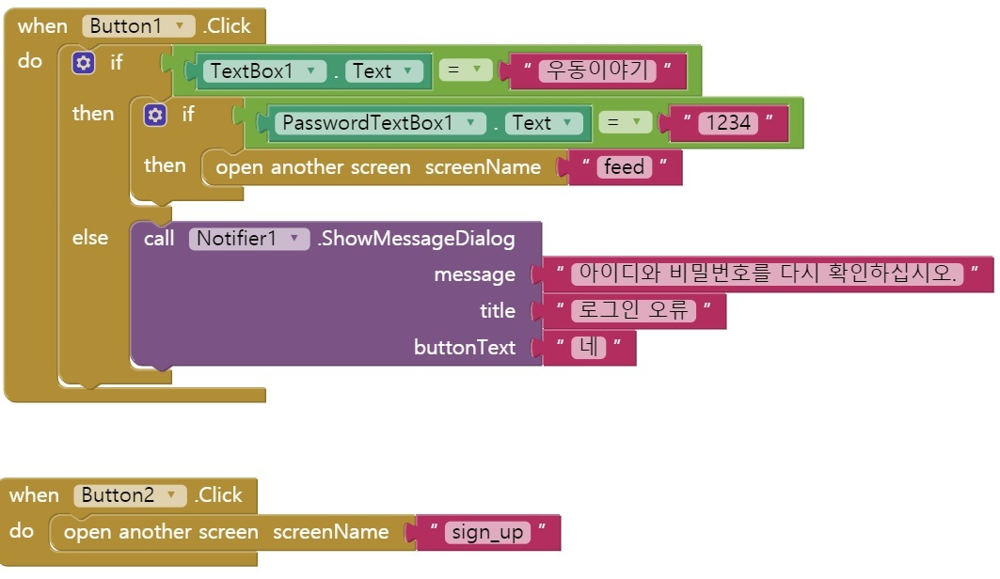 when Button1 .Click
do if TextBox1 . Text = " 우동이야기 "
then if PasswordTextBox1 . Text = " 1234 "
then open another screen screenName " feed "
else call Notifier1 .ShowMessageDialog
message " 아이디와 비밀번호를 다시 확인하십시오. "
title " 로그인 오류 "
buttonText " 네 "
when Button2 .Click
do open another screen screenName " sign_up "